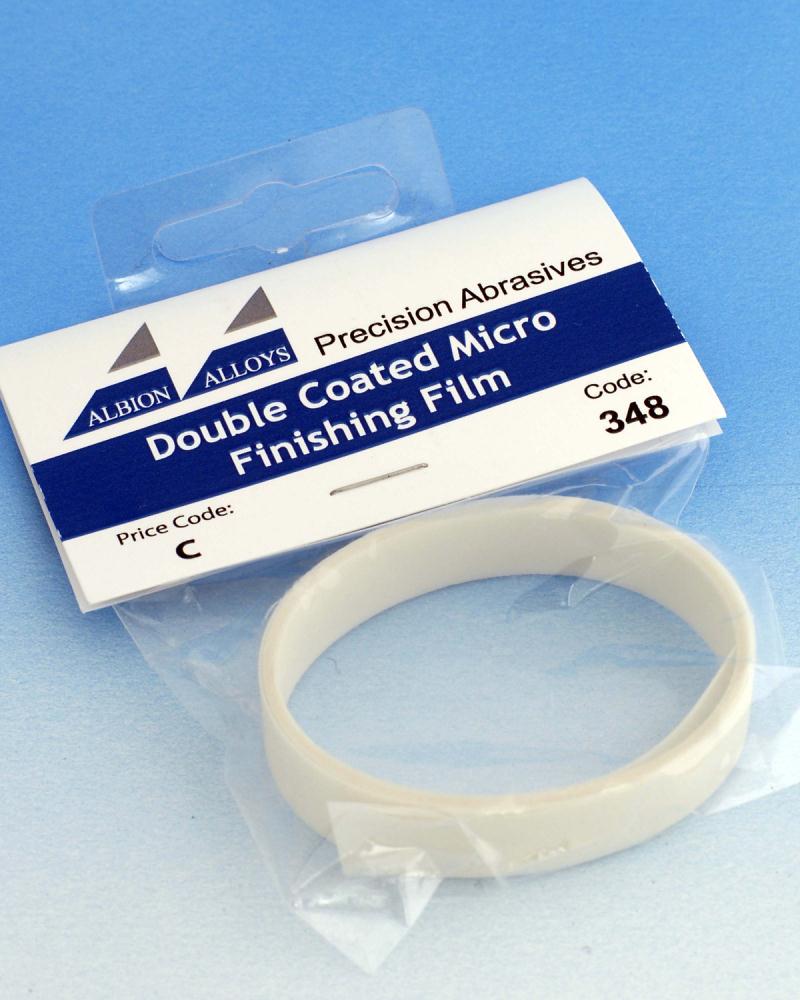 ALBION ALLOYS
Precision Abrasives
Double Coated Micro
Finishing Film
Code:
348
Price Code:
C